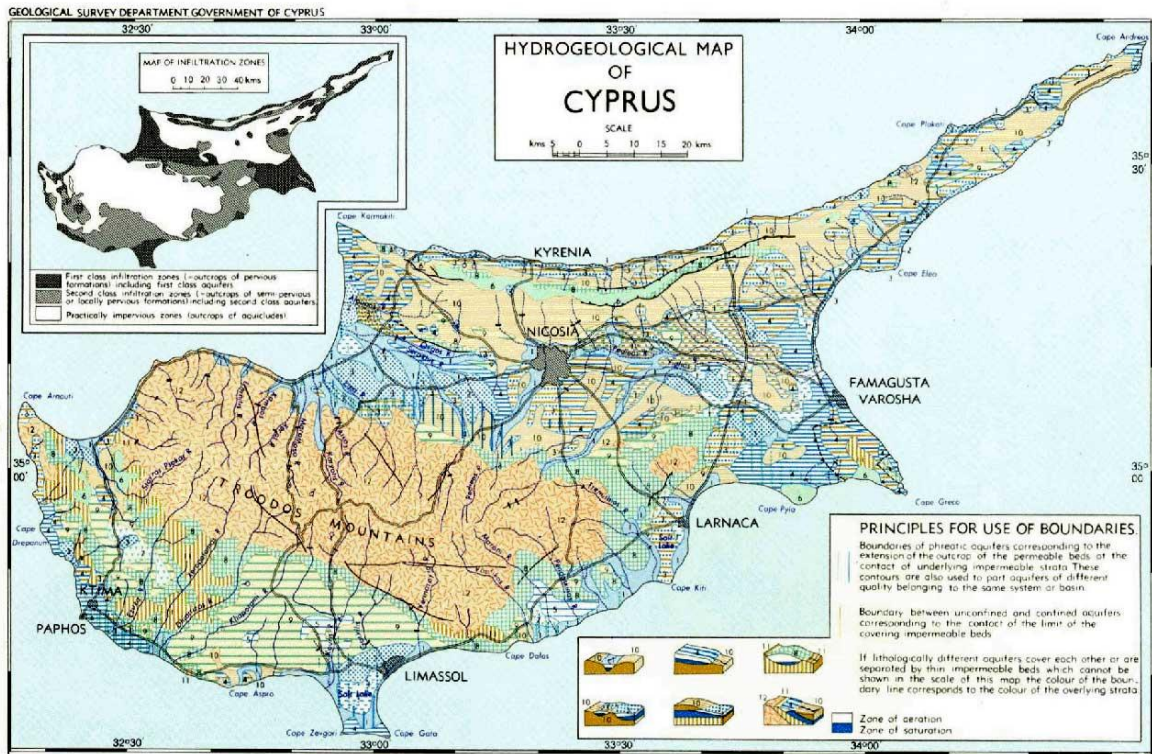 GEOLOGICAL SURVEY DEPARTMENT GOVERNMENT OF CYPRUS
32°30'
33°00'
33°30'
34°00'
MAP OF INFILTRATION ZONES
0 10 20 30 40 kms
First class infiltration zones (=outcrops of pervious
formations) including first class aquifers
Second class infiltration zones (=outcrops of semi-pervious
or locally pervious formations) including second class aquifers
Practically impervious zones (outcrops of aquicludes)
HYDROGEOLOGICAL MAP
OF
CYPRUS
SCALE
kms 5 0 5 10 15 20 kms
Cape Andreas
Cape Plakoti
35°
30'
Cape Kormakiti
KYRENIA
Cape Elea
NICOSIA
FAMAGUSTA
VAROSHA
Cape Arnauti
35°
00'
35°
00'
TROODOS
MOUNTAINS
Cape Greco
Cape Pyla
LARNACA
Salt
Lake
Cape
Drepanum
Cape Kiti
KTIMA
PAPHOS
Cape Dolos
LIMASSOL
Cape Aspro
Salt Lake
Cape Zevgari
Cape Gata
PRINCIPLES FOR USE OF BOUNDARIES
Boundaries of phreatic aquifers corresponding to the
extension of the outcrop of the permeable beds at the
contact of underlying impermeable strata These
contours are also used to part aquifers of different
quality belonging to the same system or basin.
Boundary between unconfined and confined aquifers
corresponding to the contact of the limit of the
covering impermeable beds
If lithologically different aquifers cover each other or are
separated by thin impermeable beds which cannot be
shown in the scale of this map the colour of the boun-
dary line corresponds to the colour of the overlying strata
Zone of aeration
Zone of saturation
32°30'
33°00'
33°30'
34°00'